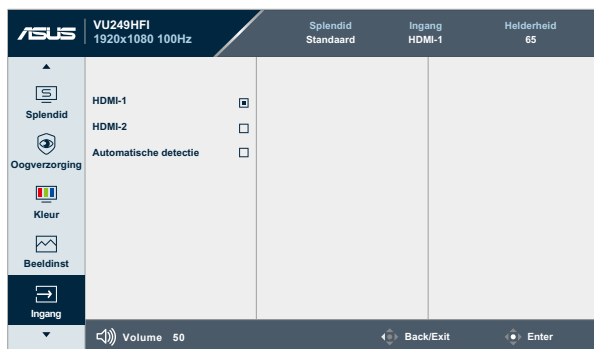 ASUS
VU249HFI
1920x1080 100Hz
Splendid
Standaard
Ingang
HDMI-1
Helderheid
65
Splendid
Oogverzorging
Kleur
Beeldinst
Ingang
HDMI-1
HDMI-2
Automatische detectie
Volume 50
Back/Exit
Enter